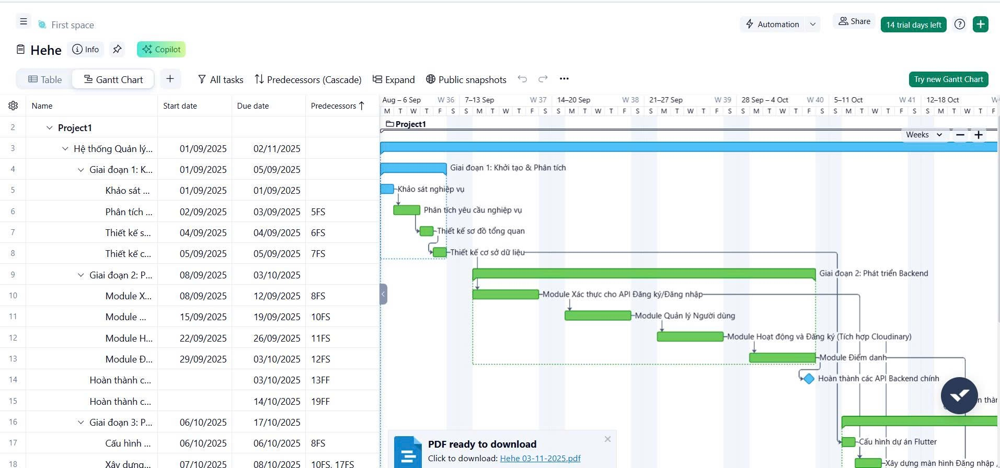 First space
Automation
Share
14 trial days left
Hehe
Info
Copilot
Table
Gantt Chart
All tasks
Predecessors (Cascade)
Expand
Public snapshots
Try new Gantt Chart
Name Start date Due date Predecessors
Aug – 6 Sep W 36 7–13 Sep W 37 14–20 Sep W 38 21–27 Sep W 39 28 Sep – 4 Oct W 40 5–11 Oct W 41 12–18 Oct
M T W T F S S M T W T F S S M T W T F S S M T W T F S S M T W T F S S M T W T F S S M T W T F
2 Project1
3 Hệ thống Quản lý... 01/09/2025 02/11/2025
4 Giai đoạn 1: K... 01/09/2025 05/09/2025
5 Khảo sát ... 01/09/2025 01/09/2025
6 Phân tích ... 02/09/2025 03/09/2025 5FS
7 Thiết kế s... 04/09/2025 04/09/2025 6FS
8 Thiết kế c... 05/09/2025 05/09/2025 7FS
9 Giai đoạn 2: P... 08/09/2025 03/10/2025
10 Module X... 08/09/2025 12/09/2025 8FS
11 Module ... 15/09/2025 19/09/2025 10FS
12 Module H... 22/09/2025 26/09/2025 11FS
13 Module Đ... 29/09/2025 03/10/2025 12FS
14 Hoàn thành c... 03/10/2025 13FF
15 Hoàn thành c... 14/10/2025 19FF
16 Giai đoạn 3: P... 06/10/2025 17/10/2025
17 Cấu hình ... 06/10/2025 06/10/2025 8FS
18 Xây dựng... 07/10/2025 08/10/2025 10FS, 17FS
Project1
Weeks
Giai đoạn 1: Khởi tạo & Phân tích
Khảo sát nghiệp vụ
Phân tích yêu cầu nghiệp vụ
Thiết kế sơ đồ tổng quan
Thiết kế cơ sở dữ liệu
Giai đoạn 2: Phát triển Backend
Module Xác thực cho API Đăng ký/Đăng nhập
Module Quản lý Người dùng
Module Hoạt động và Đăng ký (Tích hợp Cloudinary)
Module Điểm danh
Hoàn thành các API Backend chính
Cấu hình dự án Flutter
Xây dựng màn hình Đăng nhập
PDF ready to download
Click to download: Hehe 03-11-2025.pdf